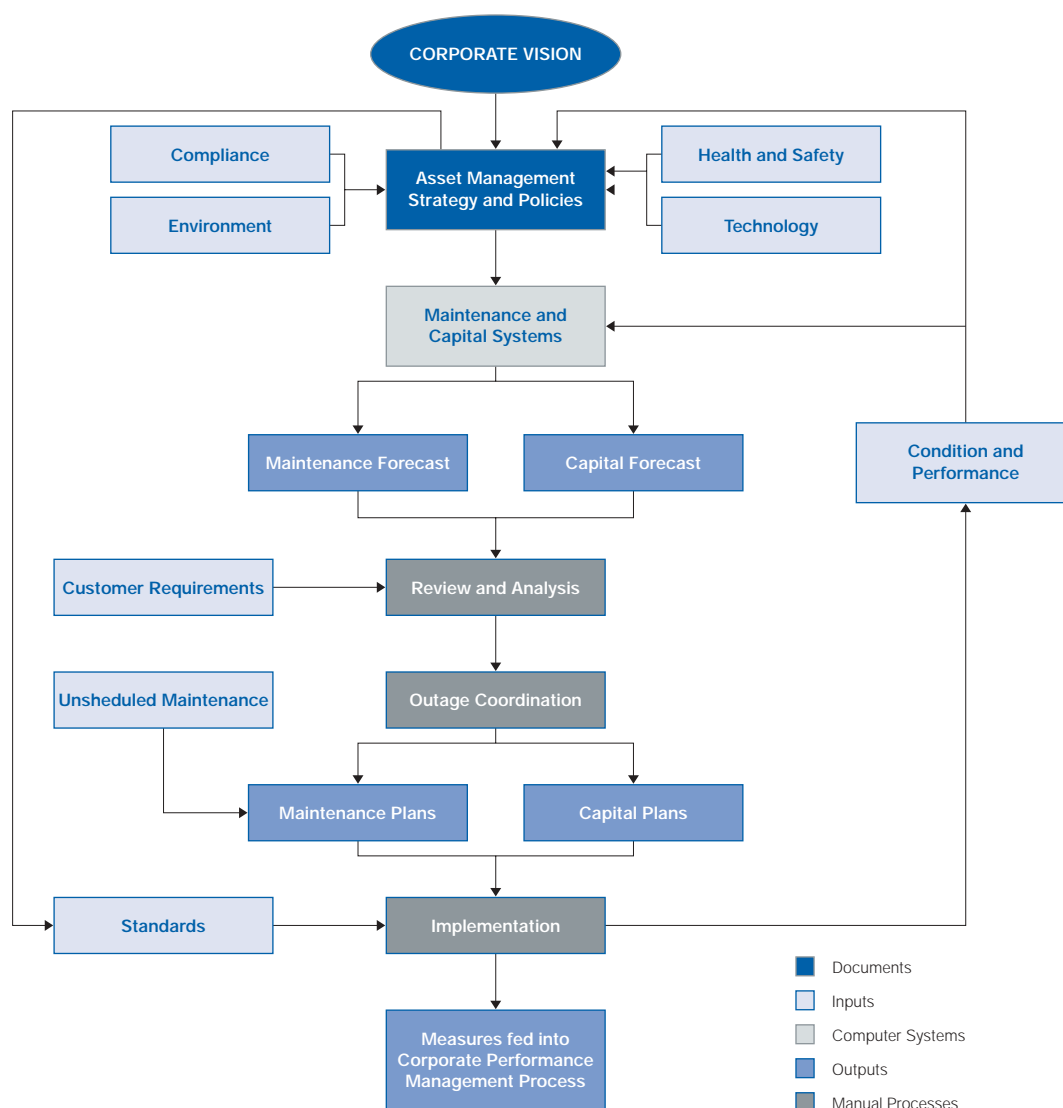 CORPORATE VISION
Compliance
Health and Safety
Asset Management
Strategy and Policies
Environment
Technology
Maintenance and
Capital Systems
Maintenance Forecast
Capital Forecast
Condition and
Performance
Customer Requirements
Review and Analysis
Unsheduled Maintenance
Outage Coordination
Maintenance Plans
Capital Plans
Standards
Implementation
Measures fed into
Corporate Performance
Management Process
Documents
Inputs
Computer Systems
Outputs
Manual Processes